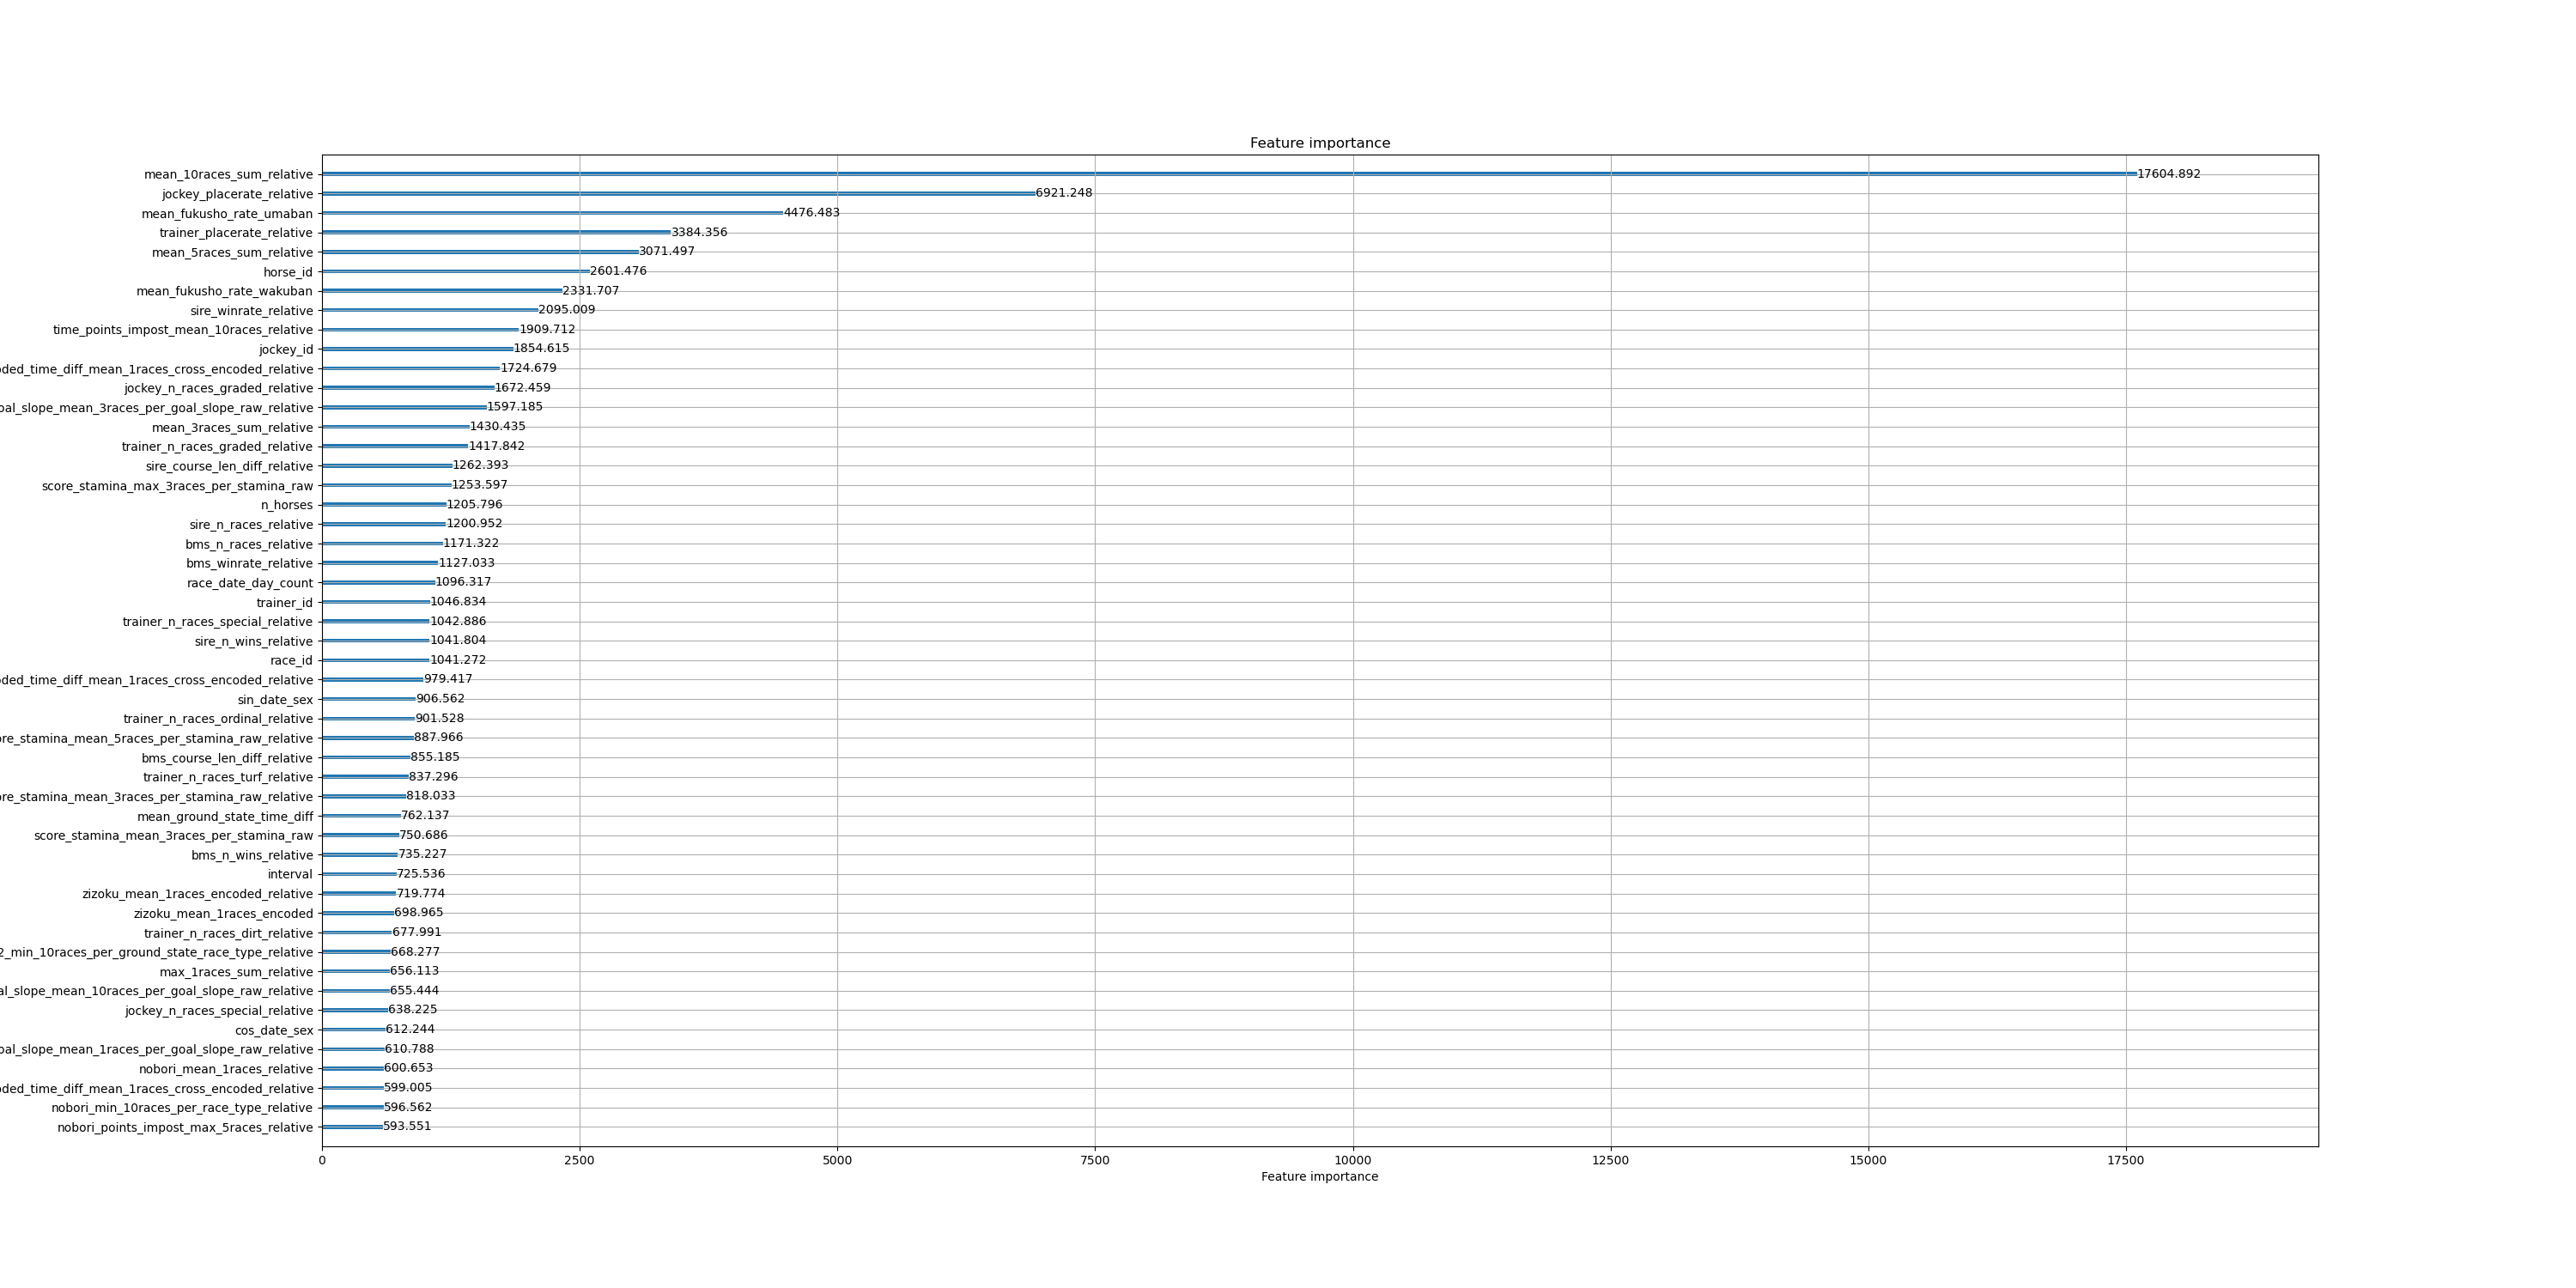 Feature importance
mean_10races_sum_relative 17604.892
jockey_placerate_relative 6921.248
mean_fukusho_rate_umaban 4476.483
trainer_placerate_relative 3384.356
mean_5races_sum_relative 3071.497
horse_id 2601.476
mean_fukusho_rate_wakuban 2331.707
sire_winrate_relative 2095.009
time_points_impost_mean_10races_relative 1909.712
jockey_id 1854.615
ded_time_diff_mean_1races_cross_encoded_relative 1724.679
jockey_n_races_graded_relative 1672.459
al_slope_mean_3races_per_goal_slope_raw_relative 1597.185
mean_3races_sum_relative 1430.435
trainer_n_races_graded_relative 1417.842
sire_course_len_diff_relative 1262.393
score_stamina_max_3races_per_stamina_raw 1253.597
n_horses 1205.796
sire_n_races_relative 1200.952
bms_n_races_relative 1171.322
bms_winrate_relative 1127.033
race_date_day_count 1096.317
trainer_id 1046.834
trainer_n_races_special_relative 1042.886
sire_n_wins_relative 1041.804
race_id 1041.272
ded_time_diff_mean_1races_cross_encoded_relative 979.417
sin_date_sex 906.562
trainer_n_races_ordinal_relative 901.528
re_stamina_mean_5races_per_stamina_raw_relative 887.966
bms_course_len_diff_relative 855.185
trainer_n_races_turf_relative 837.296
re_stamina_mean_3races_per_stamina_raw_relative 818.033
mean_ground_state_time_diff 762.137
score_stamina_mean_3races_per_stamina_raw 750.686
bms_n_wins_relative 735.227
interval 725.536
zizoku_mean_1races_encoded_relative 719.774
zizoku_mean_1races_encoded 698.965
trainer_n_races_dirt_relative 677.991
2_min_10races_per_ground_state_race_type_relative 668.277
max_1races_sum_relative 656.113
al_slope_mean_10races_per_goal_slope_raw_relative 655.444
jockey_n_races_special_relative 638.225
cos_date_sex 612.244
al_slope_mean_1races_per_goal_slope_raw_relative 610.788
nobori_mean_1races_relative 600.653
ded_time_diff_mean_1races_cross_encoded_relative 599.005
nobori_min_10races_per_race_type_relative 596.562
nobori_points_impost_max_5races_relative 593.551
0 2500 5000 7500 10000 12500 15000 17500
Feature importance